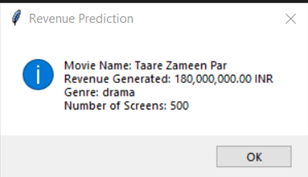 Revenue Prediction
Movie Name: Taare Zameen Par
Revenue Generated: 180,000,000.00 INR
Genre: drama
Number of Screens: 500
OK